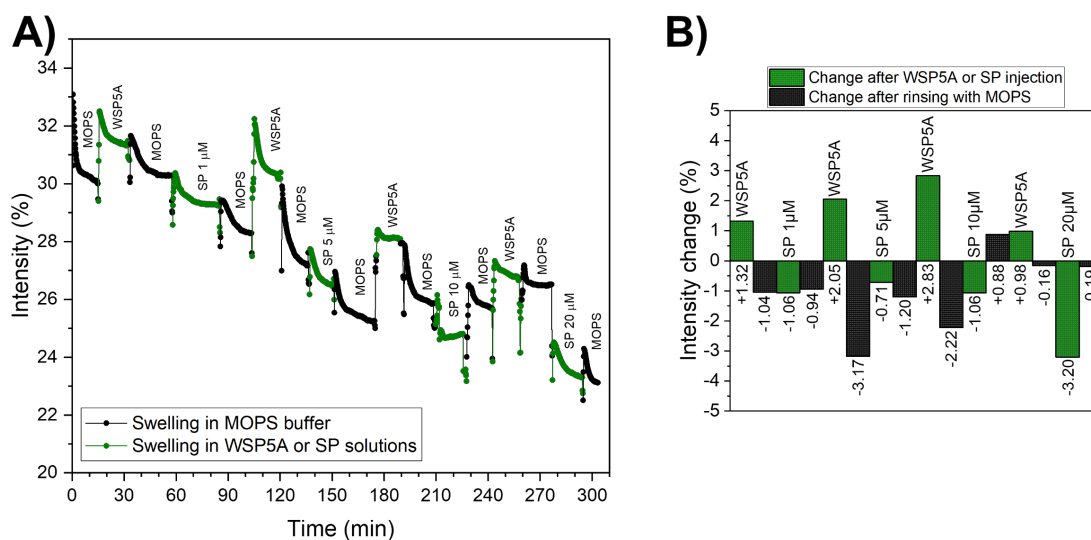 A)
Intensity (%)
34
32
30
28
26
24
22
20
0
30
60
90
120
150
180
210
240
270
300
Time (min)
MOPS
WSP5A
MOPS
SP 1 µM
MOPS
WSP5A
MOPS
SP 5 µM
MOPS
WSP5A
MOPS
SP 10 µM
MOPS
WSP5A
MOPS
SP 20 µM
MOPS
Swelling in MOPS buffer
Swelling in WSP5A or SP solutions
B)
Change after WSP5A or SP injection
Change after rinsing with MOPS
Intensity change (%)
5
4
3
2
1
0
-1
-2
-3
-4
-5
WSP5A
SP 1µM
WSP5A
SP 5µM
WSP5A
SP 10µM
WSP5A
SP 20µM
+1.32
-1.04
-1.06
-0.94
+2.05
-3.17
-0.71
-1.20
+2.83
-2.22
-1.06
+0.88
+0.98
-0.16
-3.20